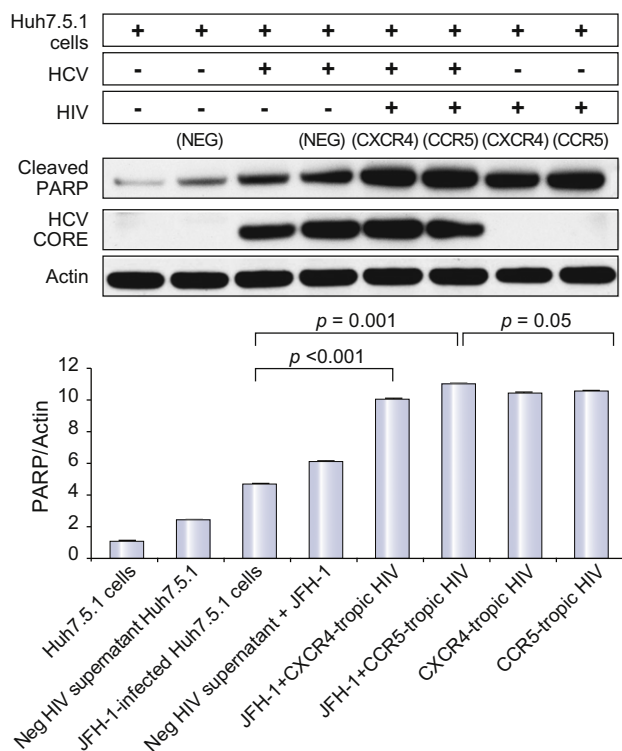 Huh7.5.1 cells + + + + + + + +
HCV - - + + + + - -
HIV - - - - + + + +
(NEG) (NEG) (CXCR4) (CCR5) (CXCR4) (CCR5)
Cleaved PARP
HCV CORE
Actin
p = 0.001 p = 0.05
p <0.001
PARP/Actin
12
10
8
6
4
2
0
Huh7.5.1 cells
Neg HIV supernatant Huh7.5.1
JFH-1-infected Huh7.5.1 cells
Neg HIV supernatant + JFH-1
JFH-1+CXCR4-tropic HIV
JFH-1+CCR5-tropic HIV
CXCR4-tropic HIV
CCR5-tropic HIV